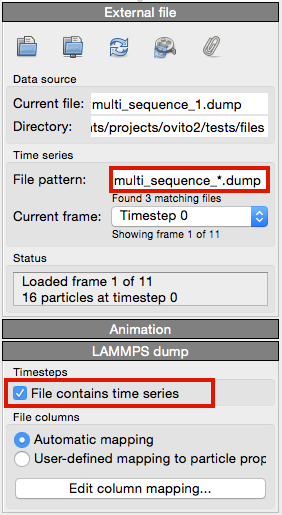 External file
Data source
Current file: multi_sequence_1.dump
Directory: ts/projects/ovito2/tests/files
Time series
File pattern: multi_sequence_*.dump
Found 3 matching files
Current frame: Timestep 0
Showing frame 1 of 11
Status
Loaded frame 1 of 11
16 particles at timestep 0
Animation
LAMMPS dump
Timesteps
File contains time series
File columns
Automatic mapping
User-defined mapping to particle prop
Edit column mapping...